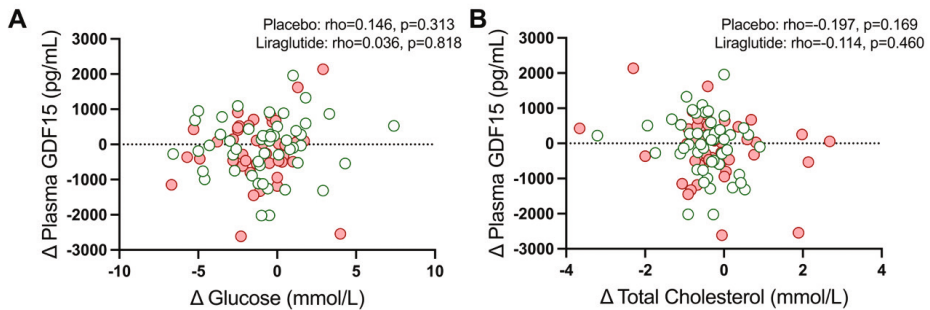 A
Placebo: rho=0.146, p=0.313
Liraglutide: rho=0.036, p=0.818
Δ Plasma GDF15 (pg/mL)
3000
2000
1000
0
-1000
-2000
-3000
-10
-5
0
5
10
Δ Glucose (mmol/L)
B
Placebo: rho=-0.197, p=0.169
Liraglutide: rho=-0.114, p=0.460
Δ Plasma GDF15 (pg/mL)
3000
2000
1000
0
-1000
-2000
-3000
-4
-2
0
2
4
Δ Total Cholesterol (mmol/L)